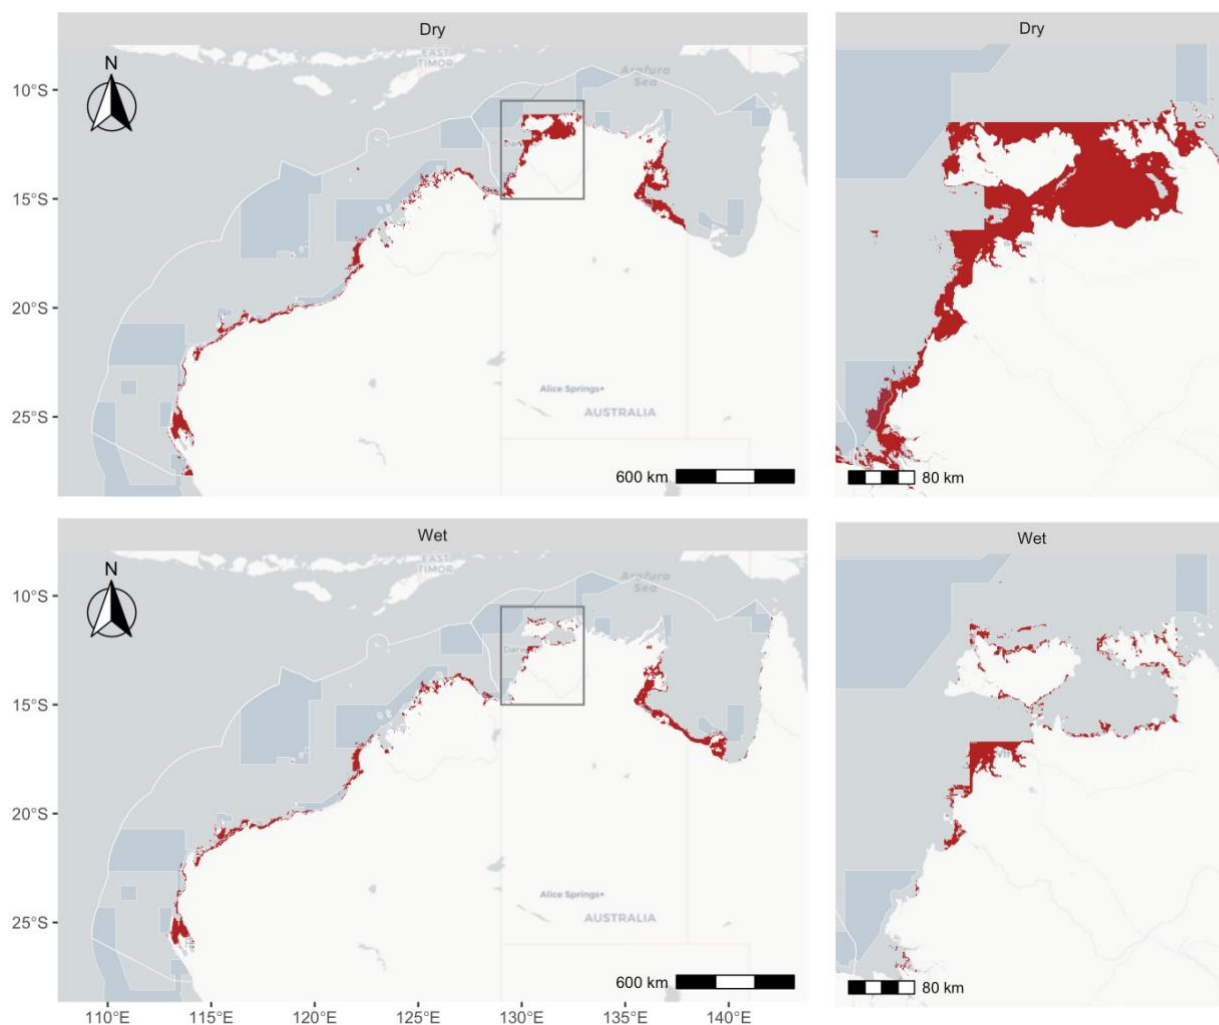 Dry
Dry
N
EAST
TIMOR
Arafura
Sea
10°S
15°S
20°S
25°S
Alice Springs
AUSTRALIA
600 km
80 km
Wet
Wet
N
EAST
TIMOR
Arafura
Sea
10°S
Darw
15°S
20°S
25°S
Alice Springs
AUSTRALIA
600 km
80 km
110°E
115°E
120°E
125°E
130°E
135°E
140°E